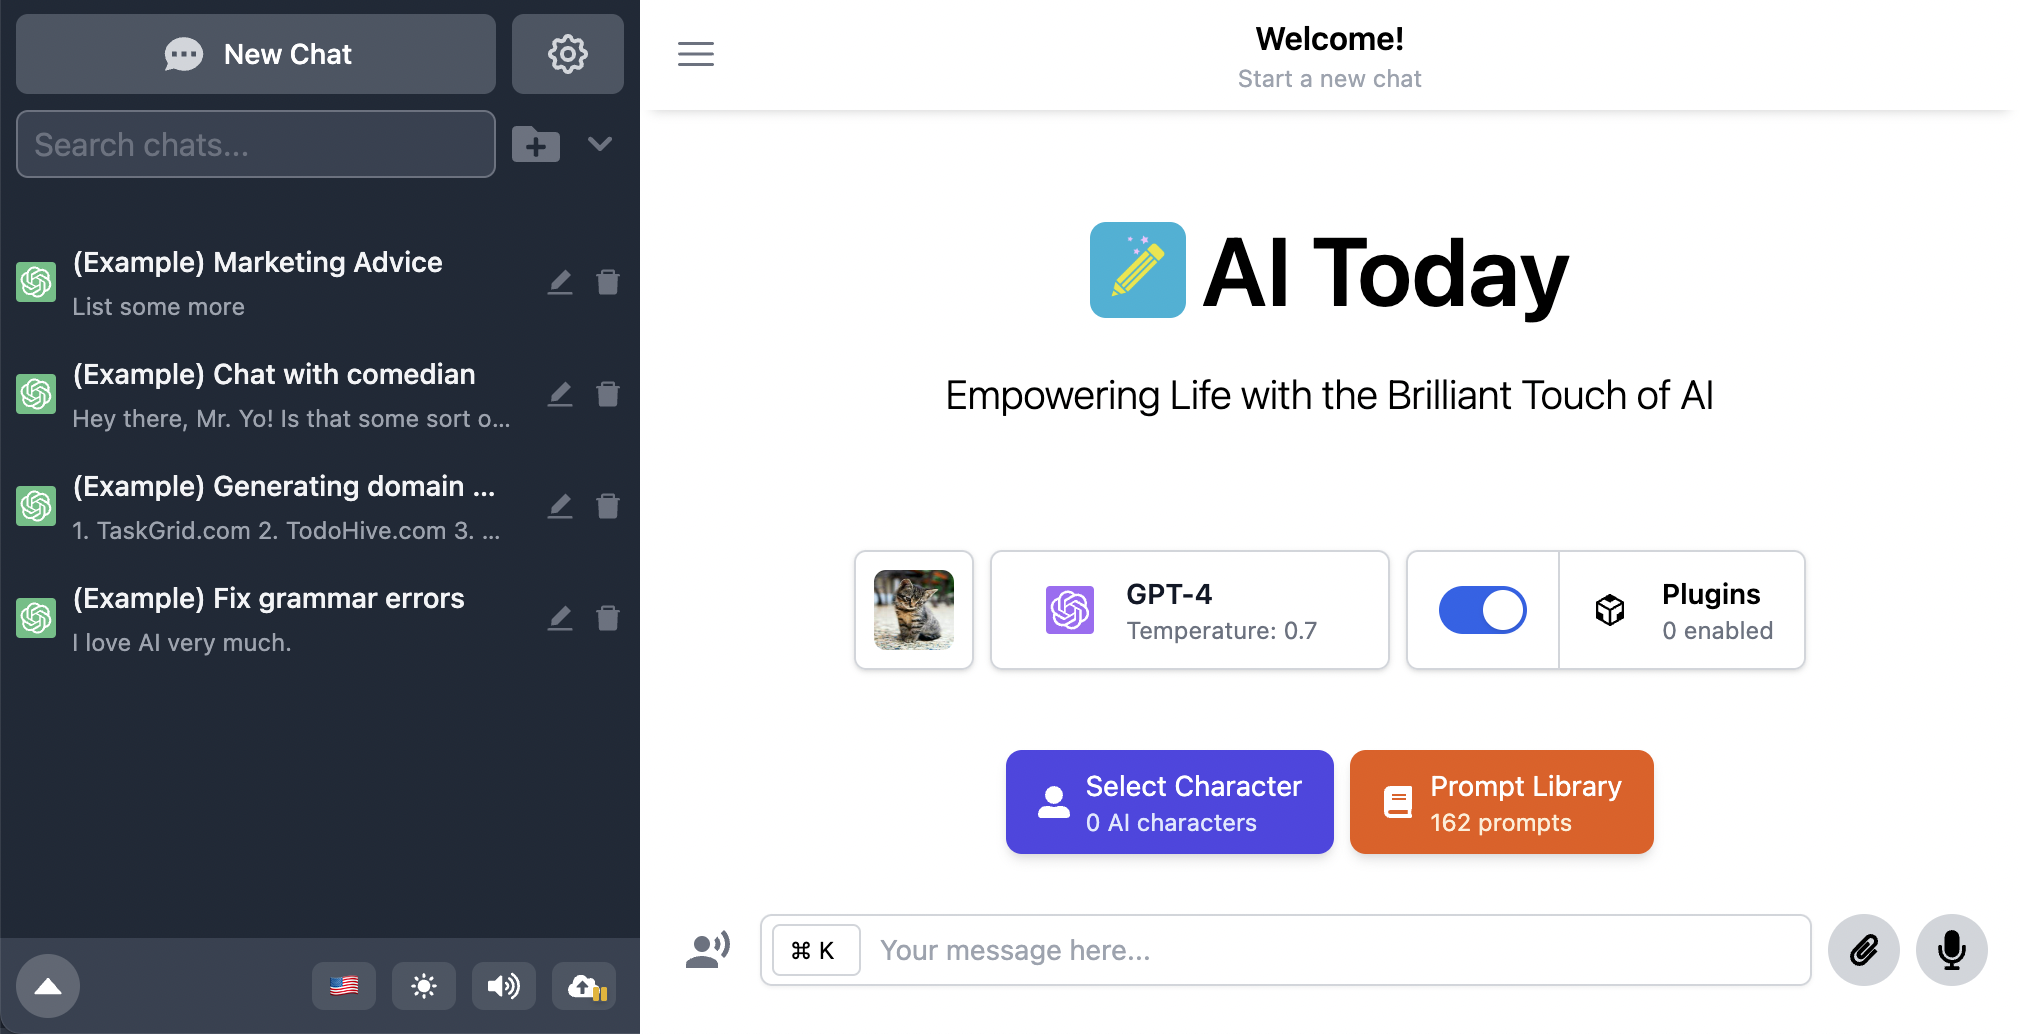 New Chat
Search chats...
(Example) Marketing Advice
List some more
(Example) Chat with comedian
Hey there, Mr. Yo! Is that some sort o...
(Example) Generating domain ...
1. TaskGrid.com 2. TodoHive.com 3. ...
(Example) Fix grammar errors
I love AI very much.
Welcome!
Start a new chat
AI Today
Empowering Life with the Brilliant Touch of AI
GPT-4
Temperature: 0.7
Plugins
0 enabled
Select Character
0 AI characters
Prompt Library
162 prompts
⌘ K
Your message here...